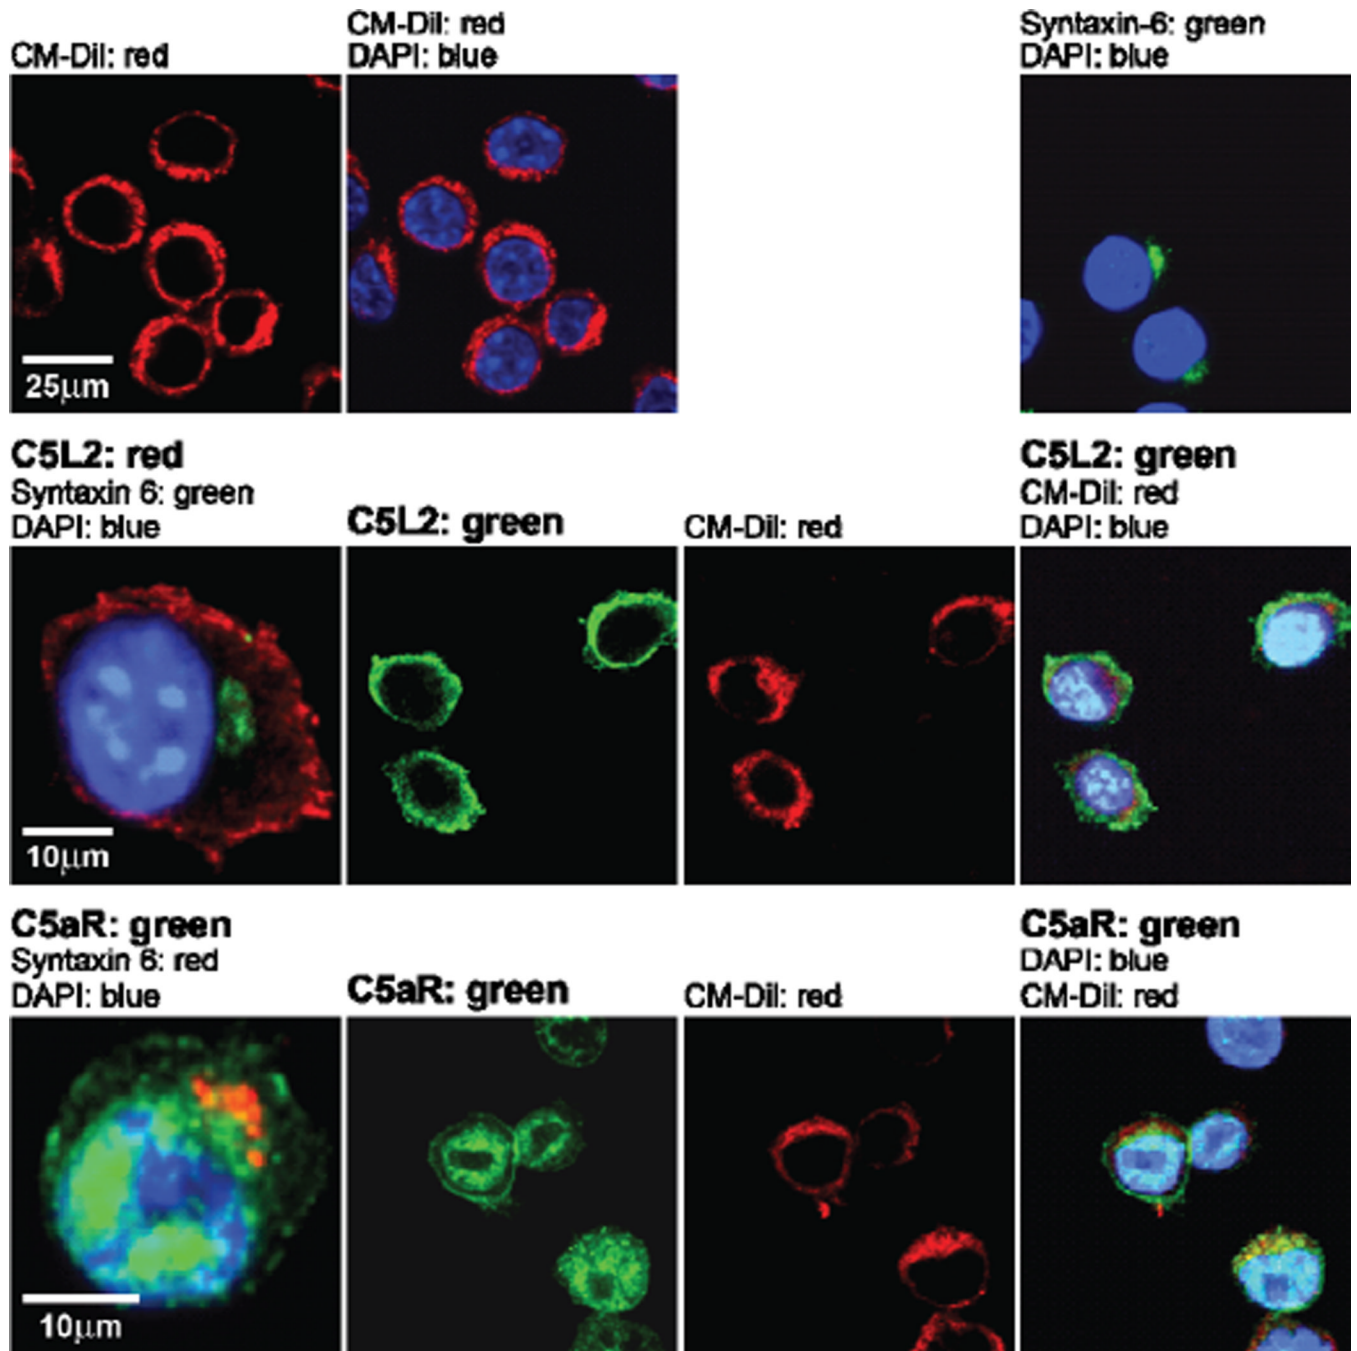 CM-DiI: red
CM-DiI: red
DAPI: blue
Syntaxin-6: green
DAPI: blue
25μm
C5L2: red
Syntaxin 6: green
DAPI: blue
C5L2: green
CM-DiI: red
C5L2: green
CM-DiI: red
DAPI: blue
10μm
C5aR: green
Syntaxin 6: red
DAPI: blue
C5aR: green
CM-DiI: red
C5aR: green
DAPI: blue
CM-DiI: red
10μm